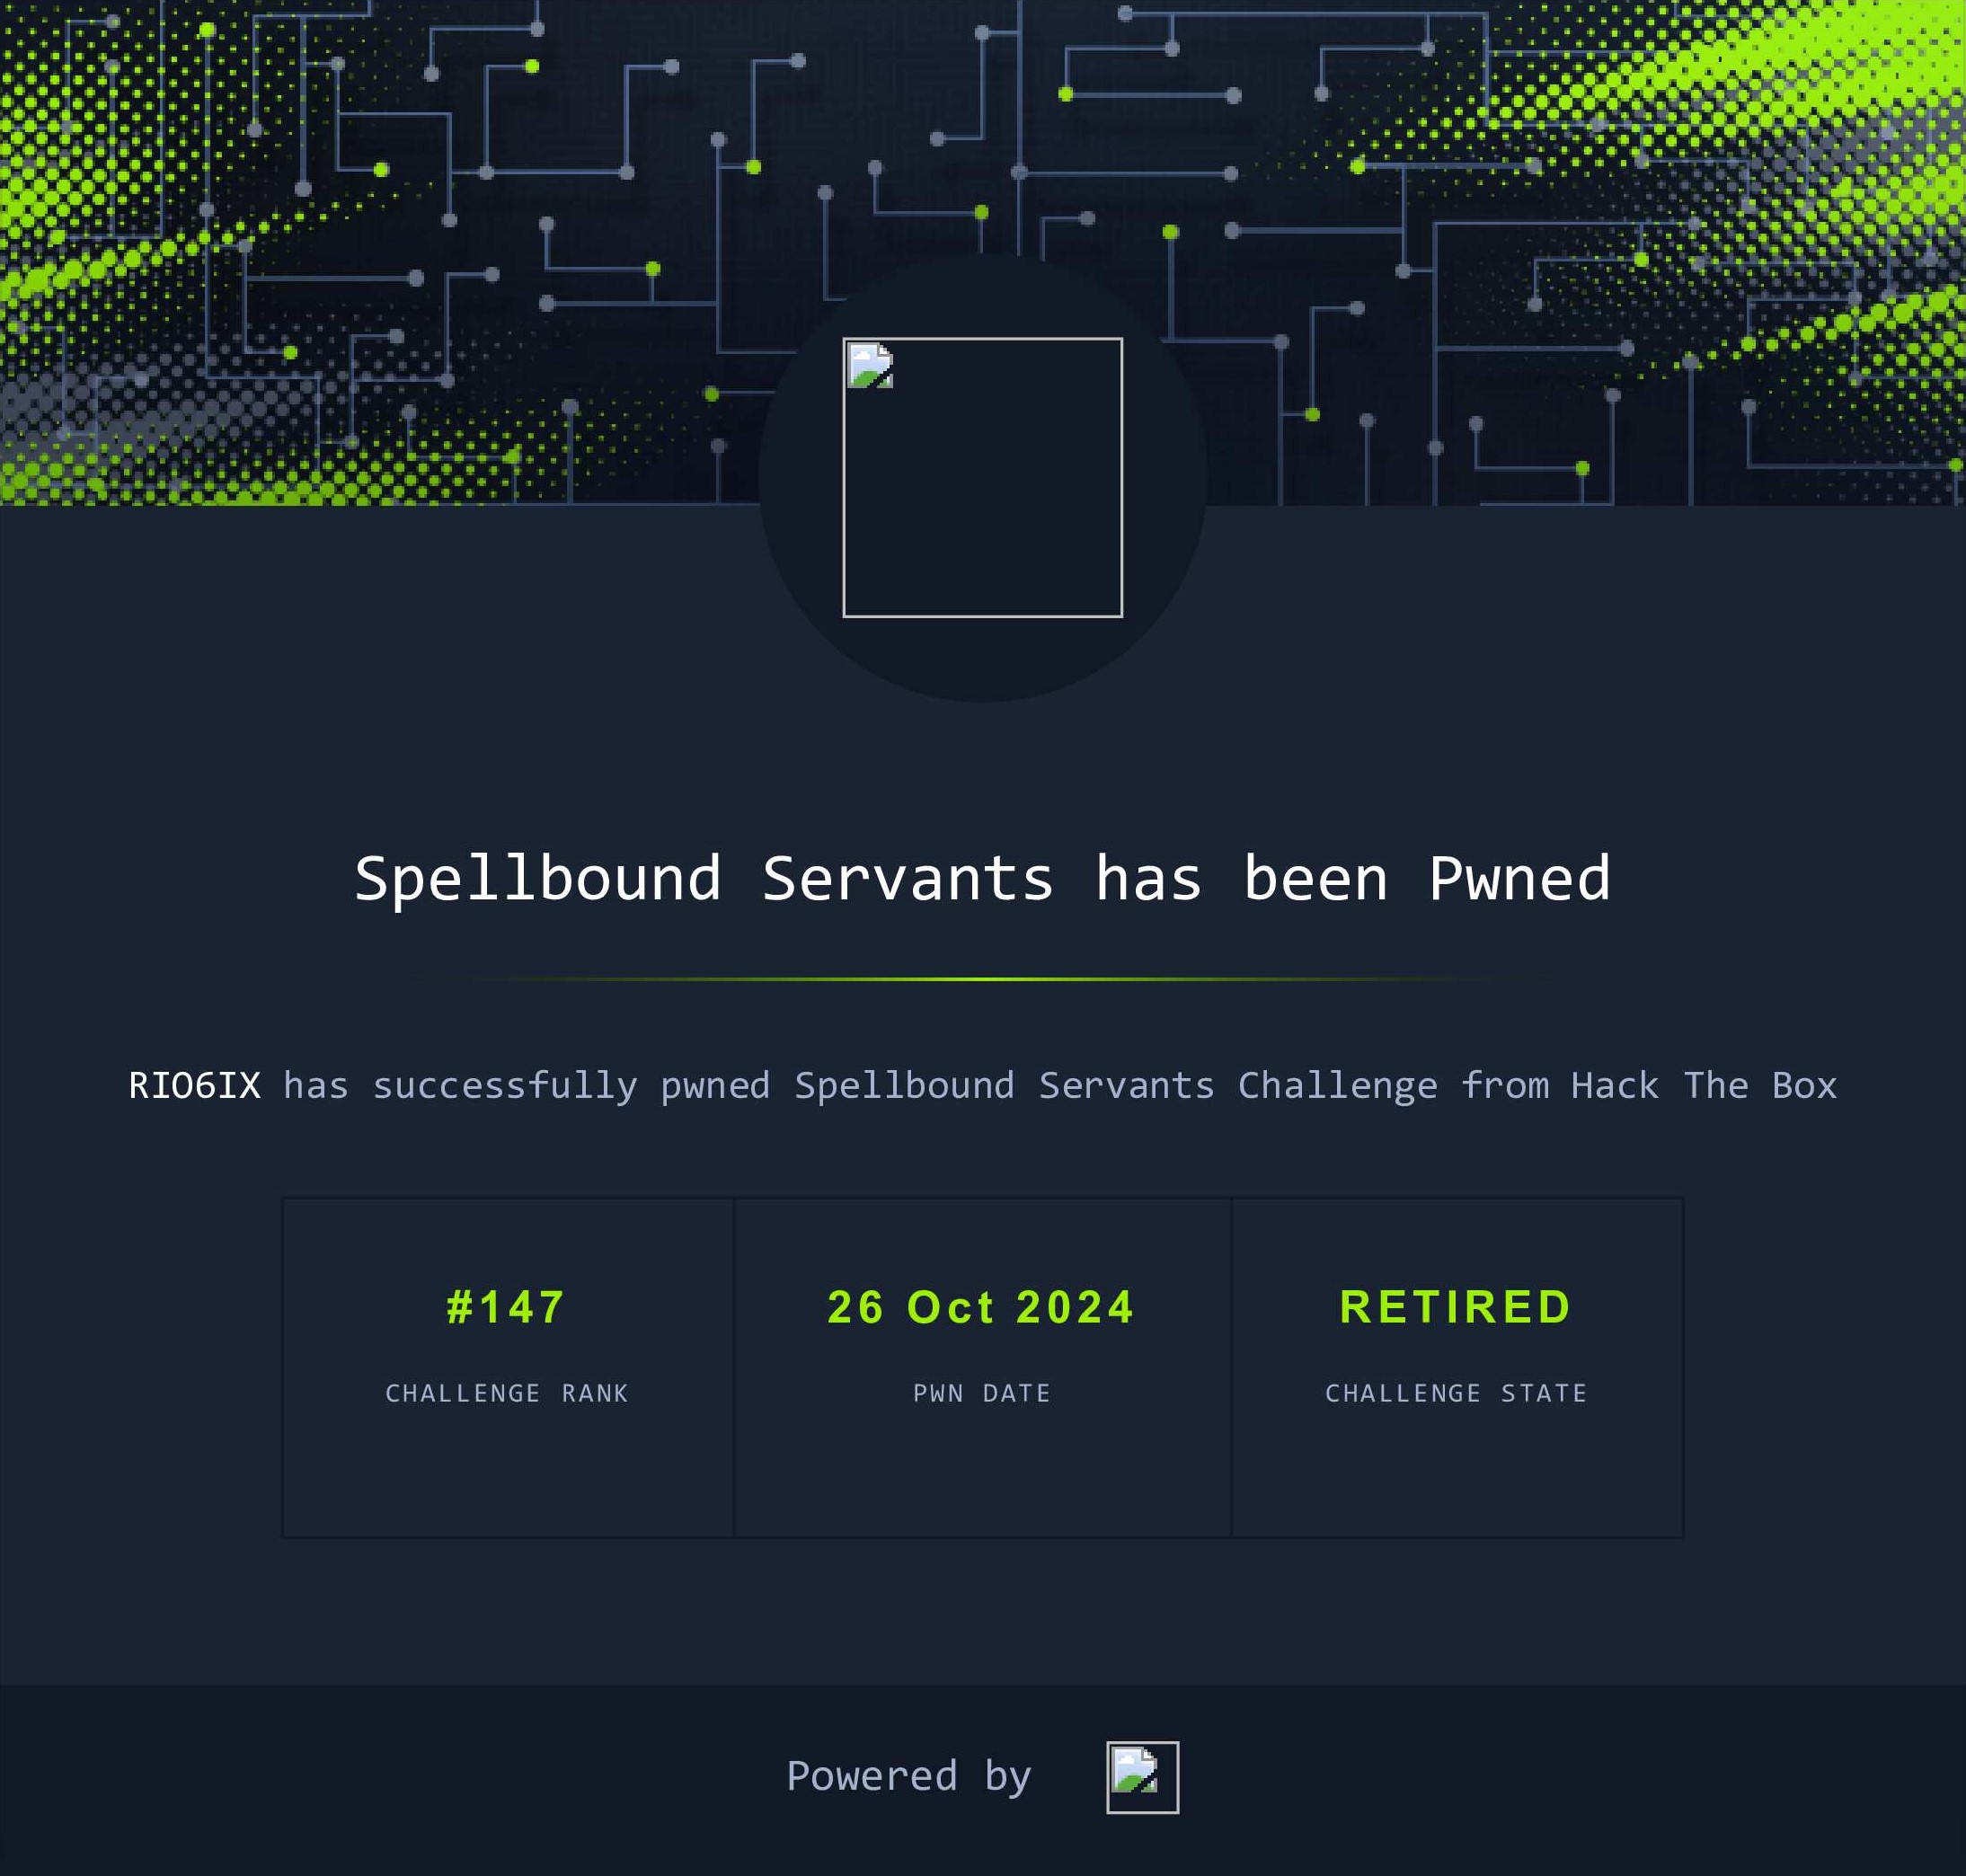 Spellbound Servants has been Pwned
RIO6IX has successfully pwned Spellbound Servants Challenge from Hack The Box
#147
CHALLENGE RANK
26 Oct 2024
PWN DATE
RETIRED
CHALLENGE STATE
Powered by